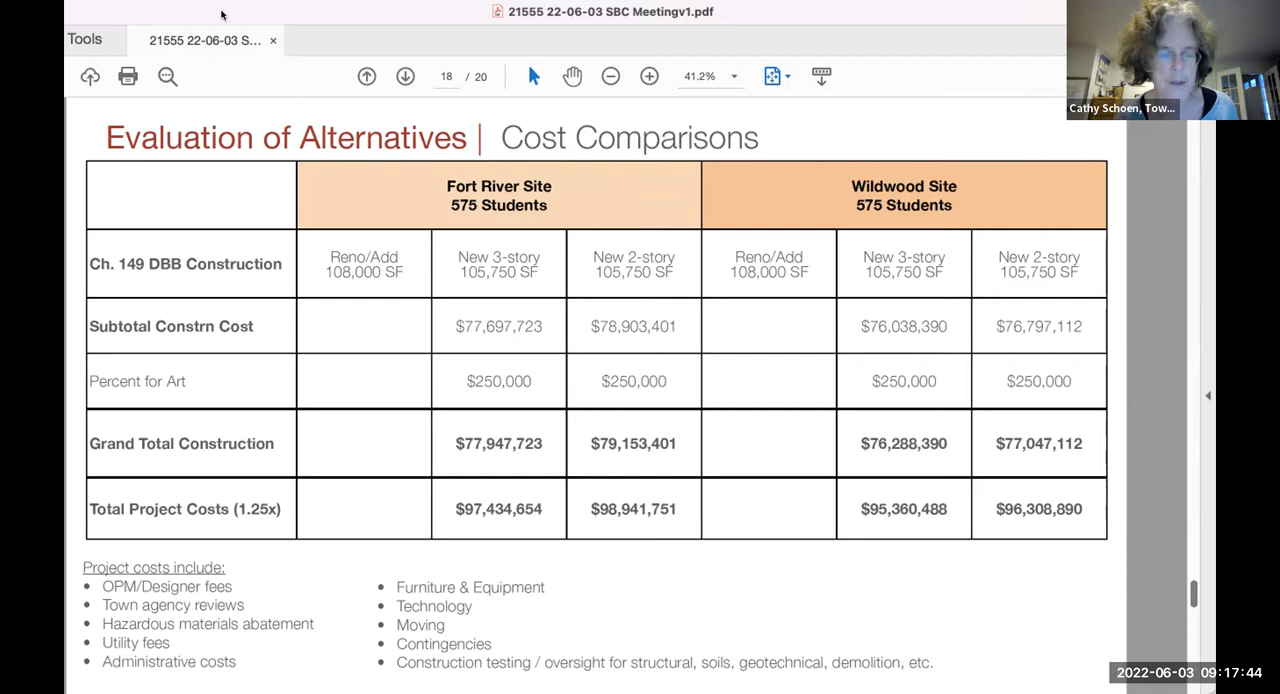 21555 22-06-03 SBC Meetingv1.pdf
Tools
21555 22-06-03 S... ×
18 / 20
41.2%
Cathy Schoen, Tow...
Evaluation of Alternatives | Cost Comparisons
Fort River Site
575 Students
Wildwood Site
575 Students
Ch. 149 DBB Construction
Reno/Add
108,000 SF
New 3-story
105,750 SF
New 2-story
105,750 SF
Reno/Add
108,000 SF
New 3-story
105,750 SF
New 2-story
105,750 SF
Subtotal Constrn Cost $77,697,723 $78,903,401 $76,038,390 $76,797,112
Percent for Art $250,000 $250,000 $250,000 $250,000
Grand Total Construction $77,947,723 $79,153,401 $76,288,390 $77,047,112
Total Project Costs (1.25x) $97,434,654 $98,941,751 $95,360,488 $96,308,890
Project costs include:
• OPM/Designer fees
• Town agency reviews
• Hazardous materials abatement
• Utility fees
• Administrative costs
• Furniture & Equipment
• Technology
• Moving
• Contingencies
• Construction testing / oversight for structural, soils, geotechnical, demolition, etc.
2022-06-03 09:17:44